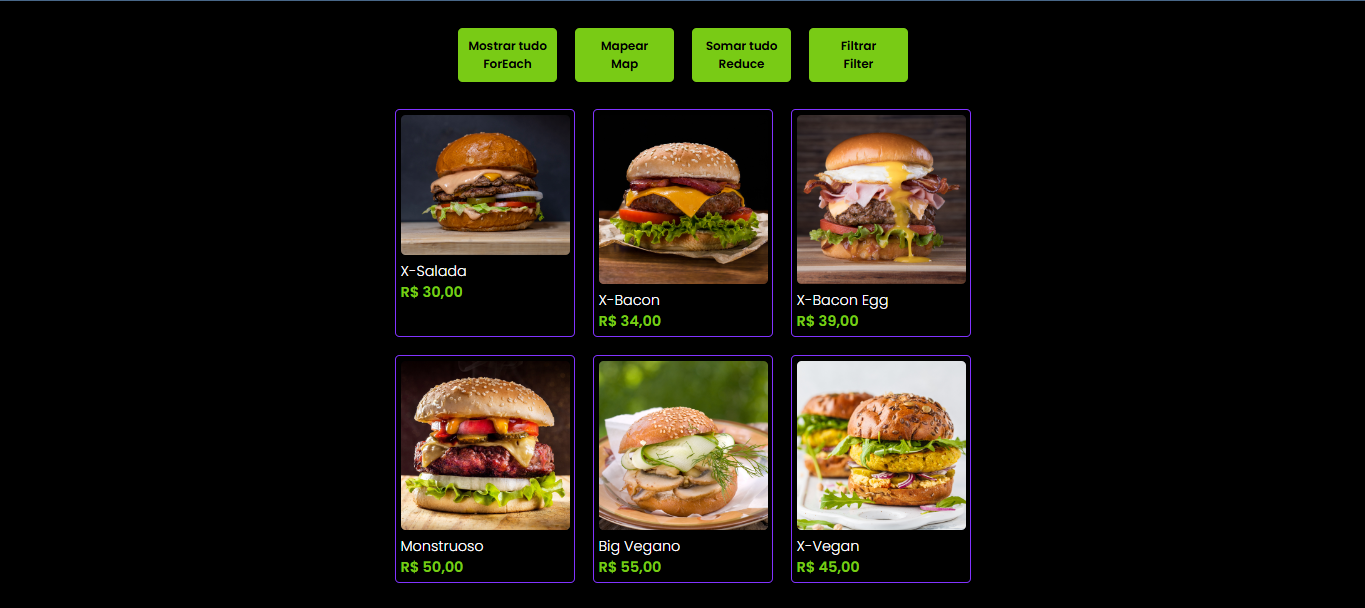 Mostrar tudo
ForEach
Mapear
Map
Somar tudo
Reduce
Filtrar
Filter
X-Salada
R$ 30,00
X-Bacon
R$ 34,00
X-Bacon Egg
R$ 39,00
Monstruoso
R$ 50,00
Big Vegano
R$ 55,00
X-Vegan
R$ 45,00